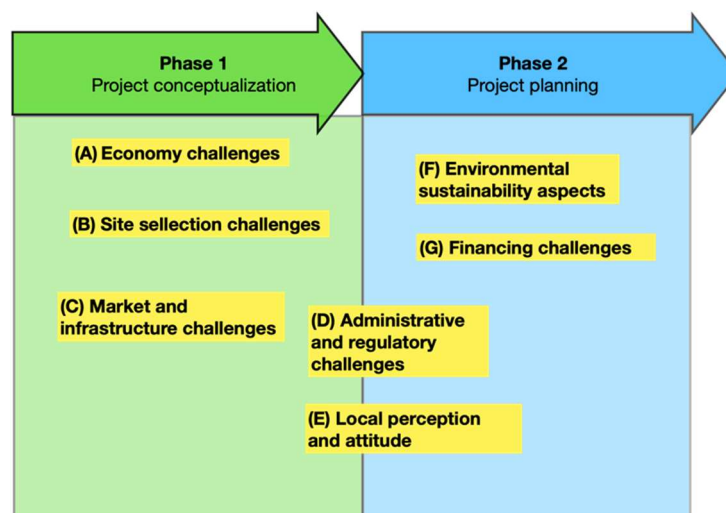 Phase 1
Project conceptualization
Phase 2
Project planning
(A) Economy challenges
(B) Site sellection challenges
(C) Market and
infrastructure challenges
(D) Administrative
and regulatory
challenges
(E) Local perception
and attitude
(F) Environmental
sustainability aspects
(G) Financing challenges